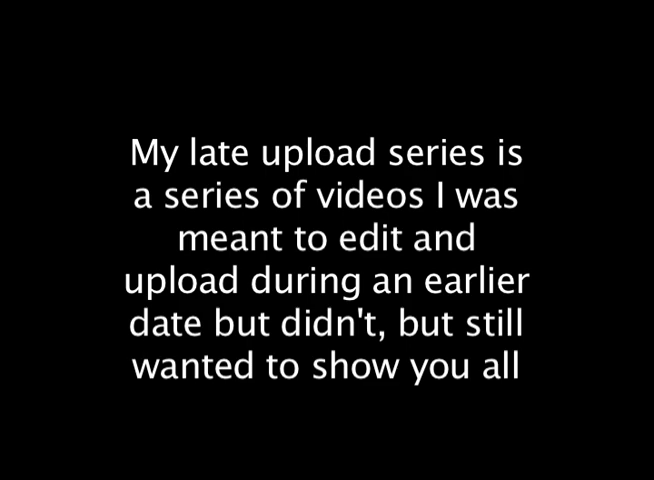 My late upload series is
a series of videos I was
meant to edit and
upload during an earlier
date but didn't, but still
wanted to show you all